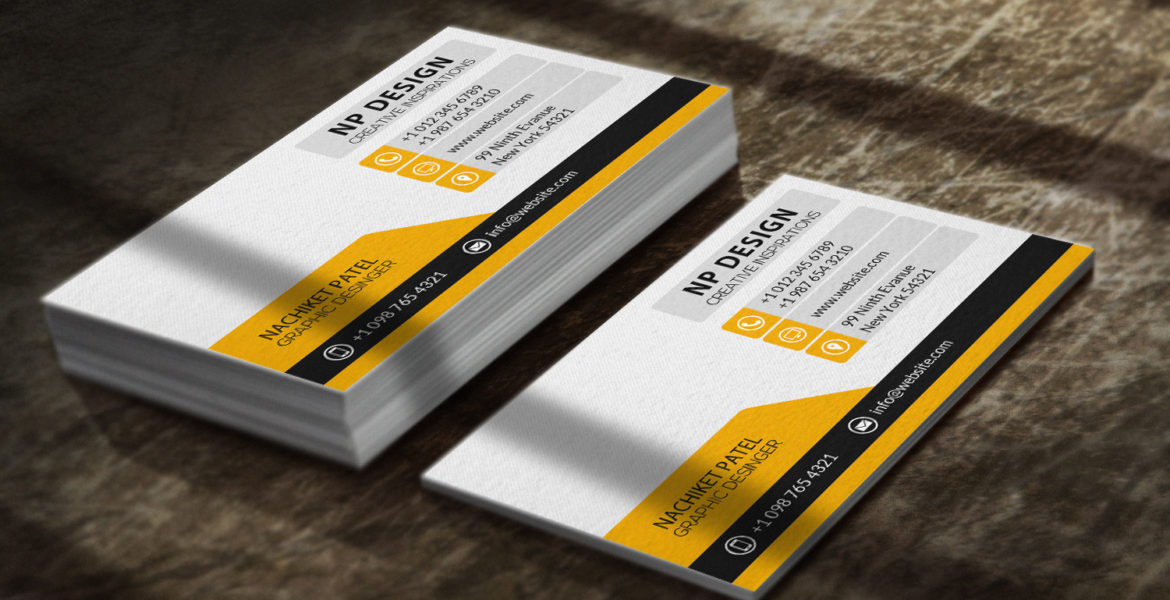 NP DESIGN
CREATIVE INSPIRATIONS
+1 012 345 6789
+1 987 654 3210
www.website.com
99 Ninth Evanue
New York 54321
NACHIKET PATEL
GRAPHIC DESINGER
+1 098 765 4321
info@website.com
NP DESIGN
CREATIVE INSPIRATIONS
+1 012 345 6789
+1 987 654 3210
www.website.com
99 Ninth Evanue
New York 54321
NACHIKET PATEL
GRAPHIC DESINGER
+1 098 765 4321
info@website.com